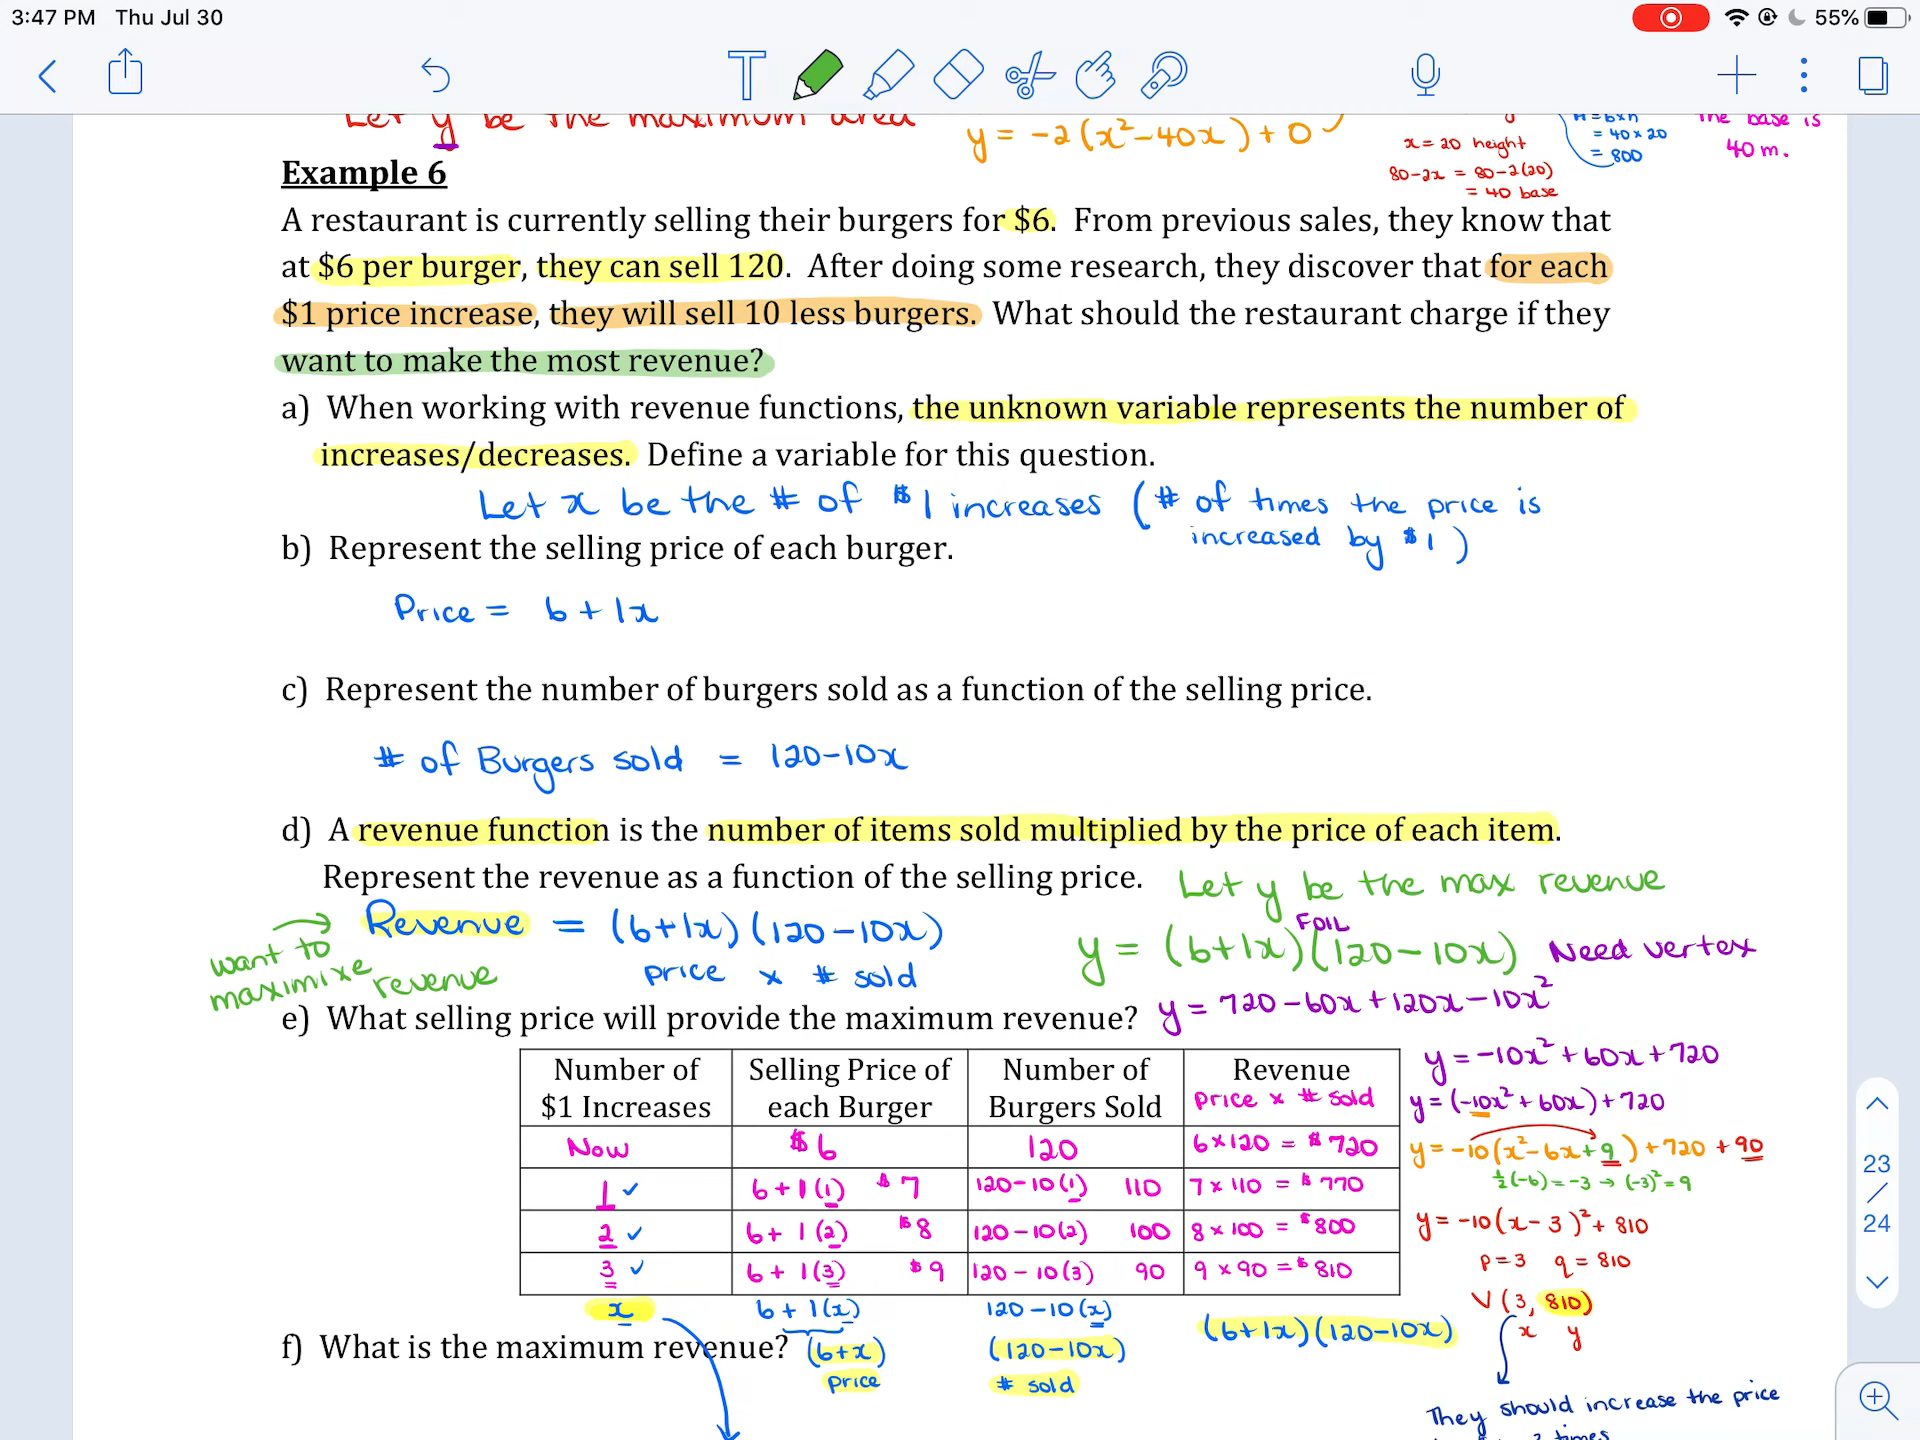 3:47 PM Thu Jul 30
55%
Let y be the maximum area
y = -2(x²-40x)+0
x = 20 height
80-2x = 80-2(20)
= 40 base
A = b×h
= 40×20
= 800
The base is
40 m.
Example 6
A restaurant is currently selling their burgers for $6. From previous sales, they know that
at $6 per burger, they can sell 120. After doing some research, they discover that for each
$1 price increase, they will sell 10 less burgers. What should the restaurant charge if they
want to make the most revenue?
a) When working with revenue functions, the unknown variable represents the number of
increases/decreases. Define a variable for this question.
Let x be the # of $1 increases (# of times the price is
increased by $1)
b) Represent the selling price of each burger.
Price = 6+1x
c) Represent the number of burgers sold as a function of the selling price.
# of Burgers sold = 120-10x
d) A revenue function is the number of items sold multiplied by the price of each item.
Represent the revenue as a function of the selling price.
Let y be the max revenue
Revenue = (6+1x)(120-10x)
price × # sold
want to
maximize
revenue
FOIL
y = (6+1x)(120-10x) Need vertex
y = 720-60x+120x-10x²
e) What selling price will provide the maximum revenue?
Number of
$1 Increases
Selling Price of
each Burger
Number of
Burgers Sold
Revenue
price × # sold
Now $6 120 6×120 = $720
1 ✓ 6+1(1) $7 120-10(1) 110 7×110 = $770
2 ✓ 6+1(2) $8 120-10(2) 100 8×100 = $800
3 ✓ 6+1(3) $9 120-10(3) 90 9×90 = $810
x 6+1(x) 120-10(x)
(6+x) (120-10x) (6+1x)(120-10x)
price # sold
y = -10x²+60x+720
y = (-10x²+60x)+720
y = -10(x²-6x+9)+720+90
½(-6)=-3 → (-3)²=9
y = -10(x-3)²+810
p=3 q=810
V(3, 810)
x y
f) What is the maximum revenue?
They should increase the price
23
/
24